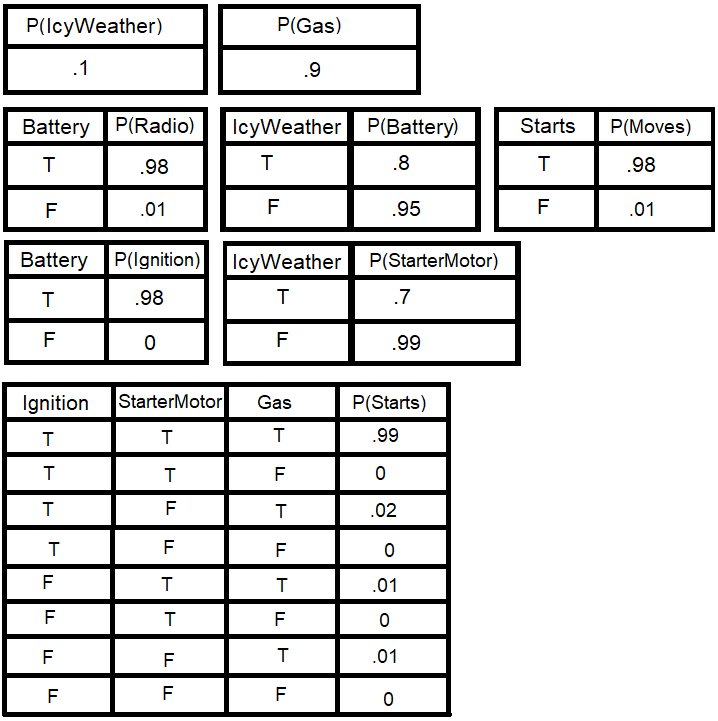 P(IcyWeather) P(Gas)
.1 .9
Battery P(Radio) IcyWeather P(Battery) Starts P(Moves)
T .98 T .8 T .98
F .01 F .95 F .01
Battery P(Ignition) IcyWeather P(StarterMotor)
T .98 T .7
F 0 F .99
Ignition StarterMotor Gas P(Starts)
T T T .99
T T F 0
T F T .02
T F F 0
F T T .01
F T F 0
F F T .01
F F F 0